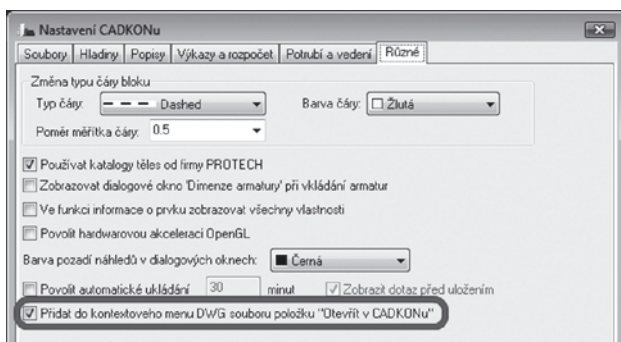 Nastavení CADKONu
Soubory Hladiny Popisy Výkazy a rozpočet Potrubí a vedení Různé
Změna typu čáry bloku
Typ čáry: Dashed Barva čáry: Žlutá
Poměr měřítka čáry: 0.5
Používat katalogy těles od firmy PROTECH
Zobrazovat dialogové okno 'Dimenze armatury' při vkládání armatur
Ve funkci informace o prvku zobrazovat všechny vlastnosti
Povolit hardwarovou akceleraci OpenGL
Barva pozadí náhledů v dialogových oknech: Černá
Povolit automatické ukládání 30 minut Zobrazit dotaz před uložením
Přidat do kontextoveho menu DWG souboru položku "Otevřít v CADKONu"